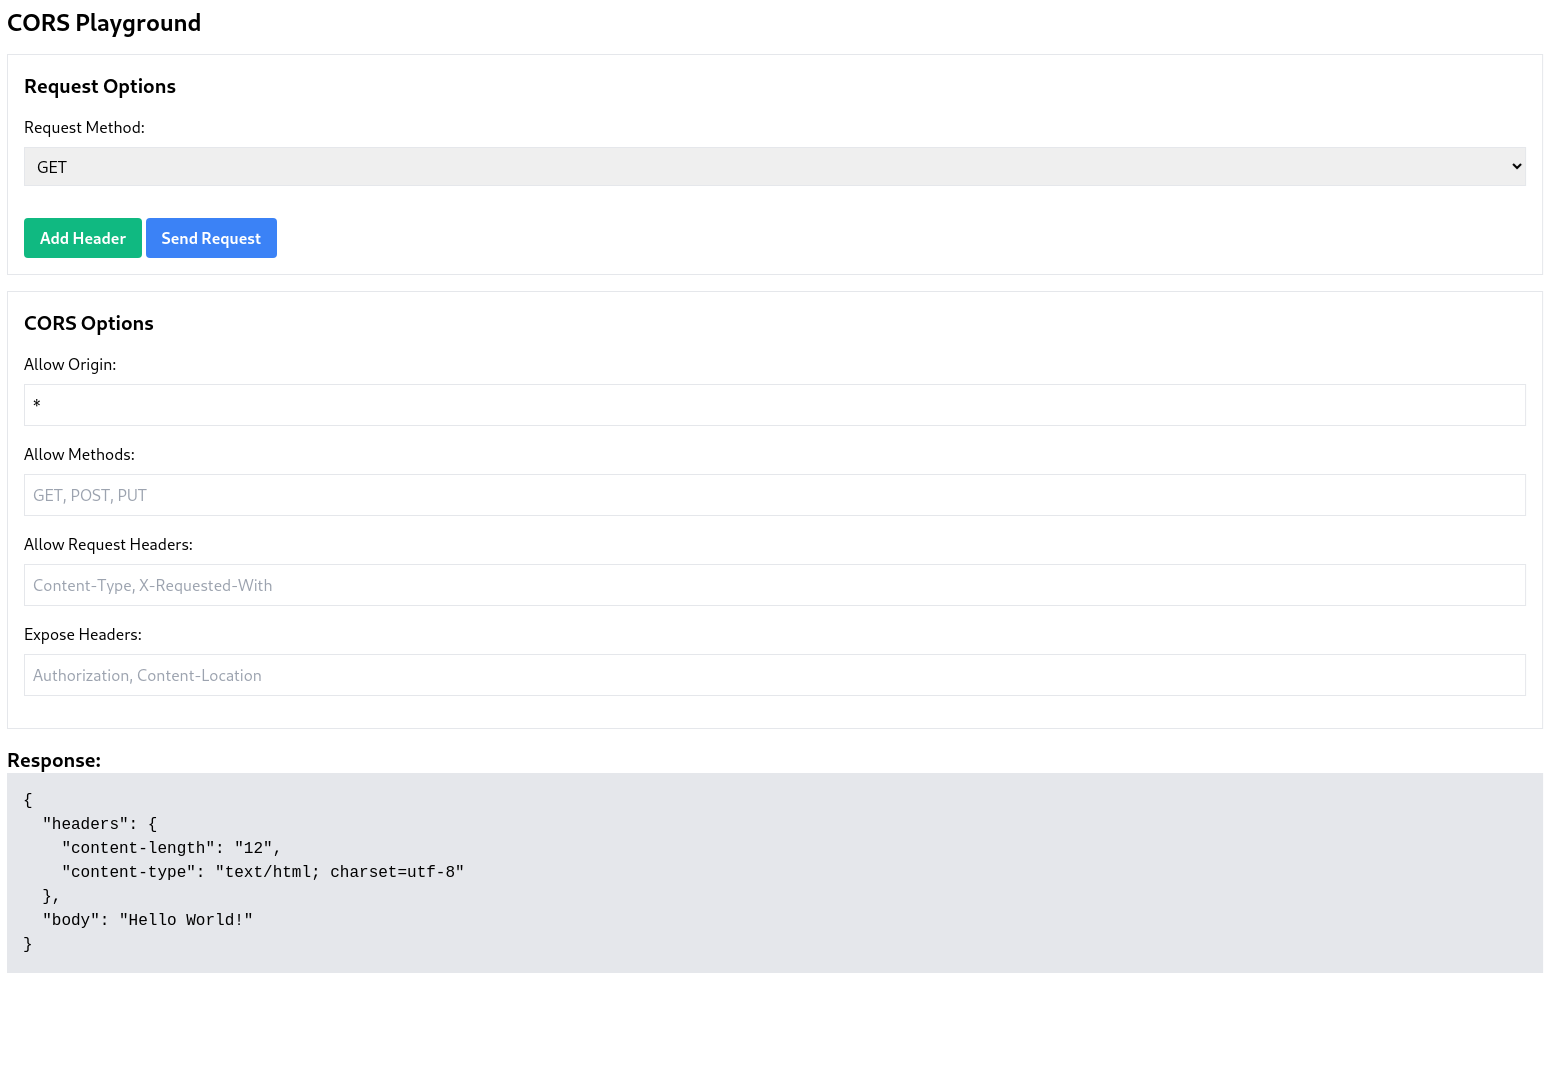 CORS Playground
Request Options
Request Method:
GET
Add Header Send Request
CORS Options
Allow Origin:
*
Allow Methods:
GET, POST, PUT
Allow Request Headers:
Content-Type, X-Requested-With
Expose Headers:
Authorization, Content-Location
Response:
{
  "headers": {
    "content-length": "12",
    "content-type": "text/html; charset=utf-8"
  },
  "body": "Hello World!"
}